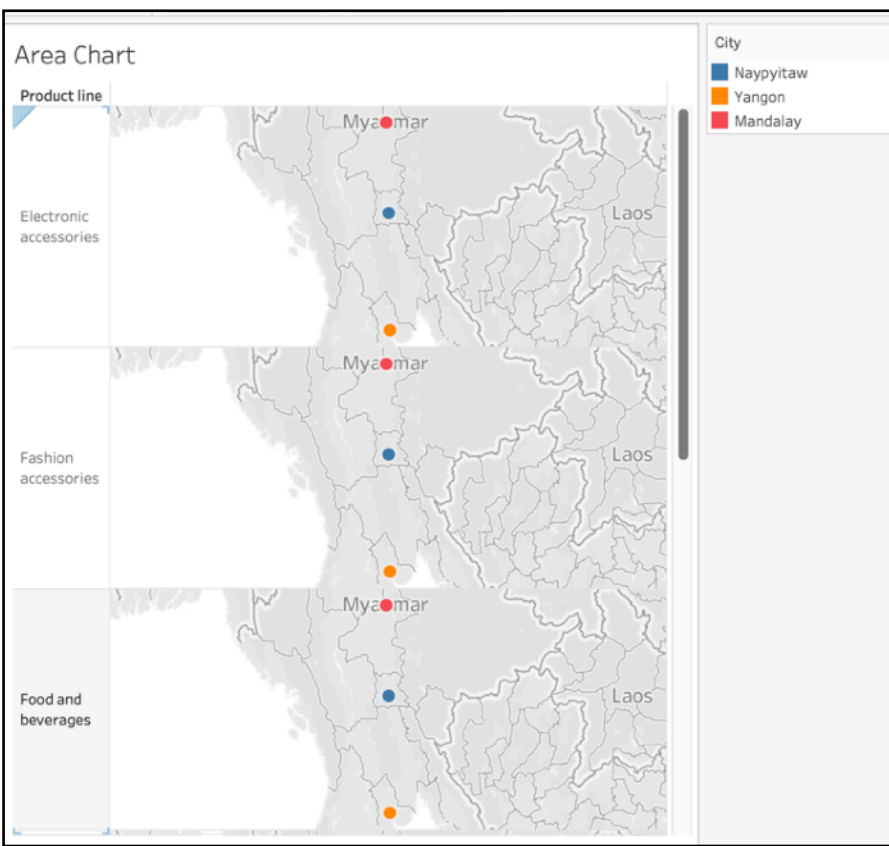 Area Chart
City
Naypyitaw
Yangon
Mandalay
Product line
Myanmar
Laos
Electronic
accessories
Myanmar
Laos
Fashion
accessories
Myanmar
Laos
Food and
beverages